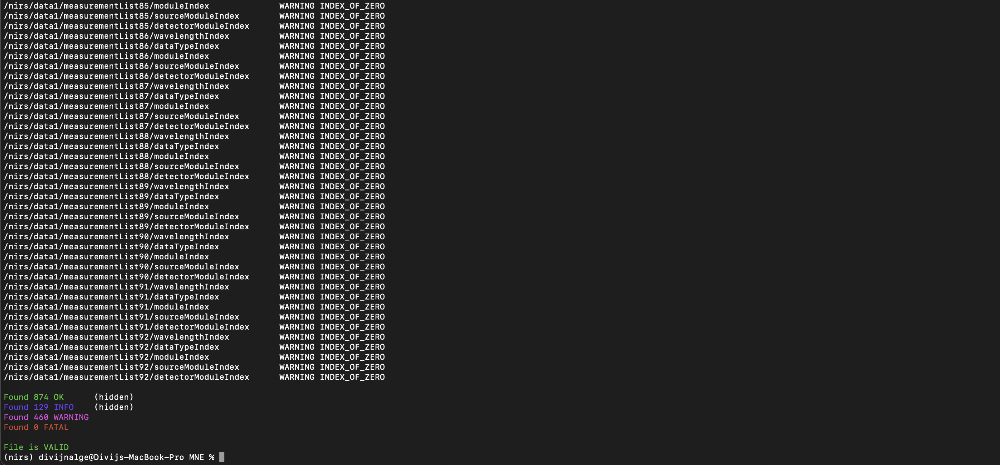 /nirs/data1/measurementList85/moduleIndex WARNING INDEX_OF_ZERO
/nirs/data1/measurementList85/sourceModuleIndex WARNING INDEX_OF_ZERO
/nirs/data1/measurementList85/detectorModuleIndex WARNING INDEX_OF_ZERO
/nirs/data1/measurementList86/wavelengthIndex WARNING INDEX_OF_ZERO
/nirs/data1/measurementList86/dataTypeIndex WARNING INDEX_OF_ZERO
/nirs/data1/measurementList86/moduleIndex WARNING INDEX_OF_ZERO
/nirs/data1/measurementList86/sourceModuleIndex WARNING INDEX_OF_ZERO
/nirs/data1/measurementList86/detectorModuleIndex WARNING INDEX_OF_ZERO
/nirs/data1/measurementList87/wavelengthIndex WARNING INDEX_OF_ZERO
/nirs/data1/measurementList87/dataTypeIndex WARNING INDEX_OF_ZERO
/nirs/data1/measurementList87/moduleIndex WARNING INDEX_OF_ZERO
/nirs/data1/measurementList87/sourceModuleIndex WARNING INDEX_OF_ZERO
/nirs/data1/measurementList87/detectorModuleIndex WARNING INDEX_OF_ZERO
/nirs/data1/measurementList88/wavelengthIndex WARNING INDEX_OF_ZERO
/nirs/data1/measurementList88/dataTypeIndex WARNING INDEX_OF_ZERO
/nirs/data1/measurementList88/moduleIndex WARNING INDEX_OF_ZERO
/nirs/data1/measurementList88/sourceModuleIndex WARNING INDEX_OF_ZERO
/nirs/data1/measurementList88/detectorModuleIndex WARNING INDEX_OF_ZERO
/nirs/data1/measurementList89/wavelengthIndex WARNING INDEX_OF_ZERO
/nirs/data1/measurementList89/dataTypeIndex WARNING INDEX_OF_ZERO
/nirs/data1/measurementList89/moduleIndex WARNING INDEX_OF_ZERO
/nirs/data1/measurementList89/sourceModuleIndex WARNING INDEX_OF_ZERO
/nirs/data1/measurementList89/detectorModuleIndex WARNING INDEX_OF_ZERO
/nirs/data1/measurementList90/wavelengthIndex WARNING INDEX_OF_ZERO
/nirs/data1/measurementList90/dataTypeIndex WARNING INDEX_OF_ZERO
/nirs/data1/measurementList90/moduleIndex WARNING INDEX_OF_ZERO
/nirs/data1/measurementList90/sourceModuleIndex WARNING INDEX_OF_ZERO
/nirs/data1/measurementList90/detectorModuleIndex WARNING INDEX_OF_ZERO
/nirs/data1/measurementList91/wavelengthIndex WARNING INDEX_OF_ZERO
/nirs/data1/measurementList91/dataTypeIndex WARNING INDEX_OF_ZERO
/nirs/data1/measurementList91/moduleIndex WARNING INDEX_OF_ZERO
/nirs/data1/measurementList91/sourceModuleIndex WARNING INDEX_OF_ZERO
/nirs/data1/measurementList91/detectorModuleIndex WARNING INDEX_OF_ZERO
/nirs/data1/measurementList92/wavelengthIndex WARNING INDEX_OF_ZERO
/nirs/data1/measurementList92/dataTypeIndex WARNING INDEX_OF_ZERO
/nirs/data1/measurementList92/moduleIndex WARNING INDEX_OF_ZERO
/nirs/data1/measurementList92/sourceModuleIndex WARNING INDEX_OF_ZERO
/nirs/data1/measurementList92/detectorModuleIndex WARNING INDEX_OF_ZERO
Found 874 OK (hidden)
Found 129 INFO (hidden)
Found 460 WARNING
Found 0 FATAL
File is VALID
(nirs) divijnalge@Divijs-MacBook-Pro MNE %